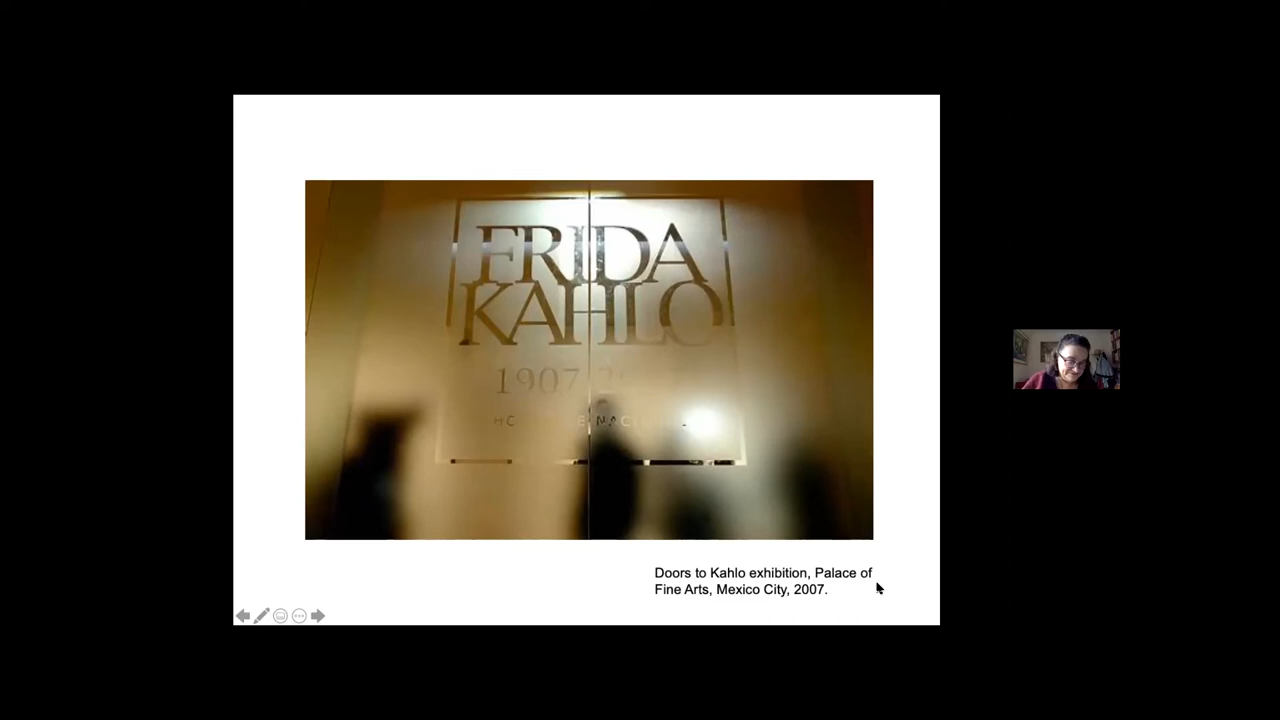 FRIDA
KAHLO
1907
Doors to Kahlo exhibition, Palace of
Fine Arts, Mexico City, 2007.